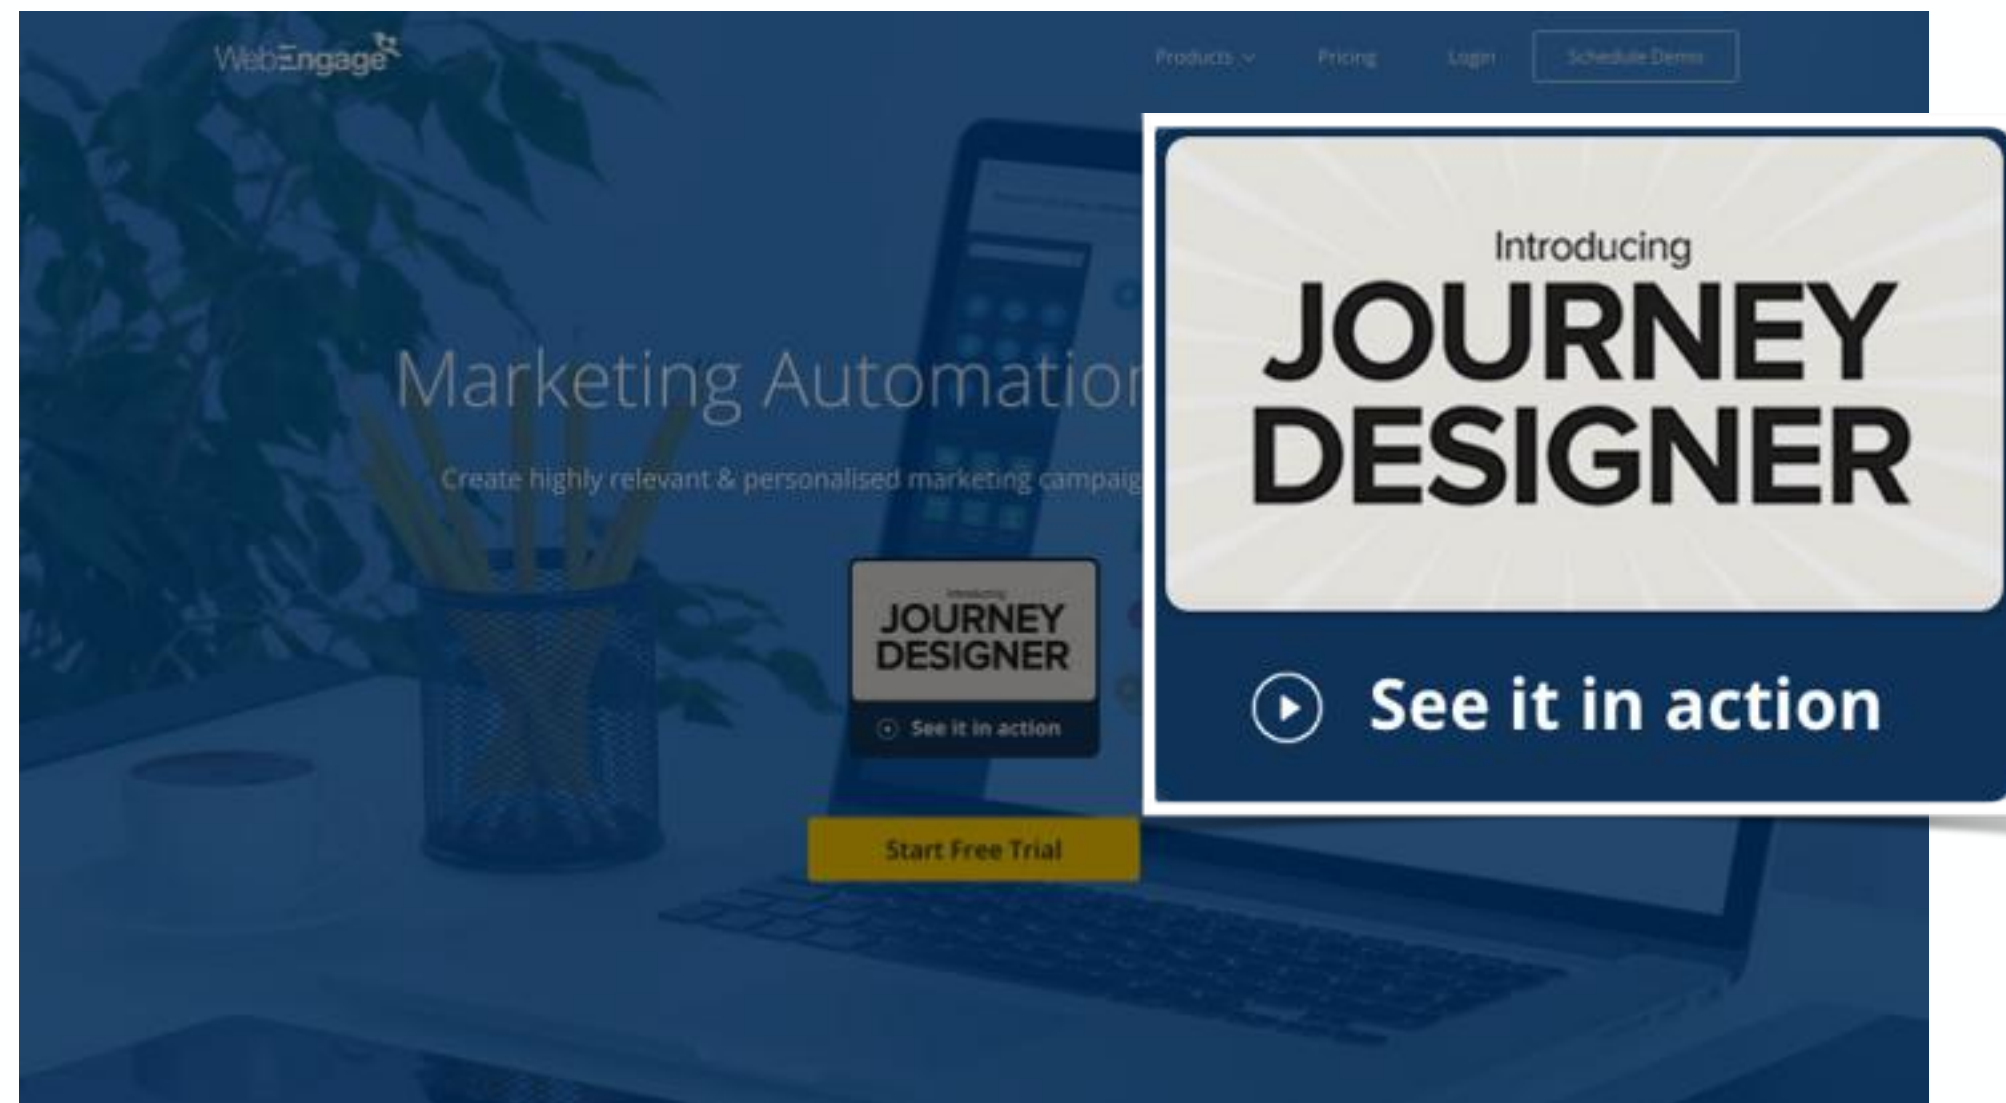 WebEngage
Products
Pricing
Login
Schedule Demo
Marketing Automation
Create highly relevant & personalised marketing campaig
Introducing
JOURNEY
DESIGNER
See it in action
Start Free Trial
Introducing
JOURNEY
DESIGNER
See it in action